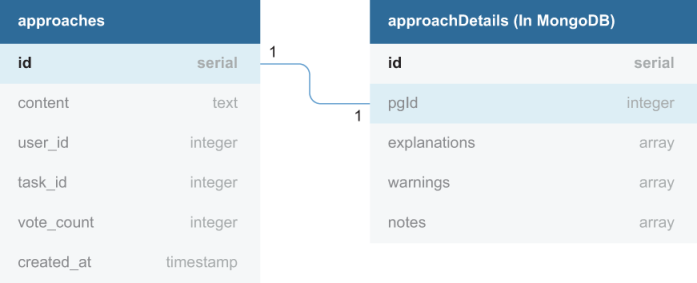 approaches
id serial
content text
user_id integer
task_id integer
vote_count integer
created_at timestamp
1
1
approachDetails (In MongoDB)
id serial
pgId integer
explanations array
warnings array
notes array